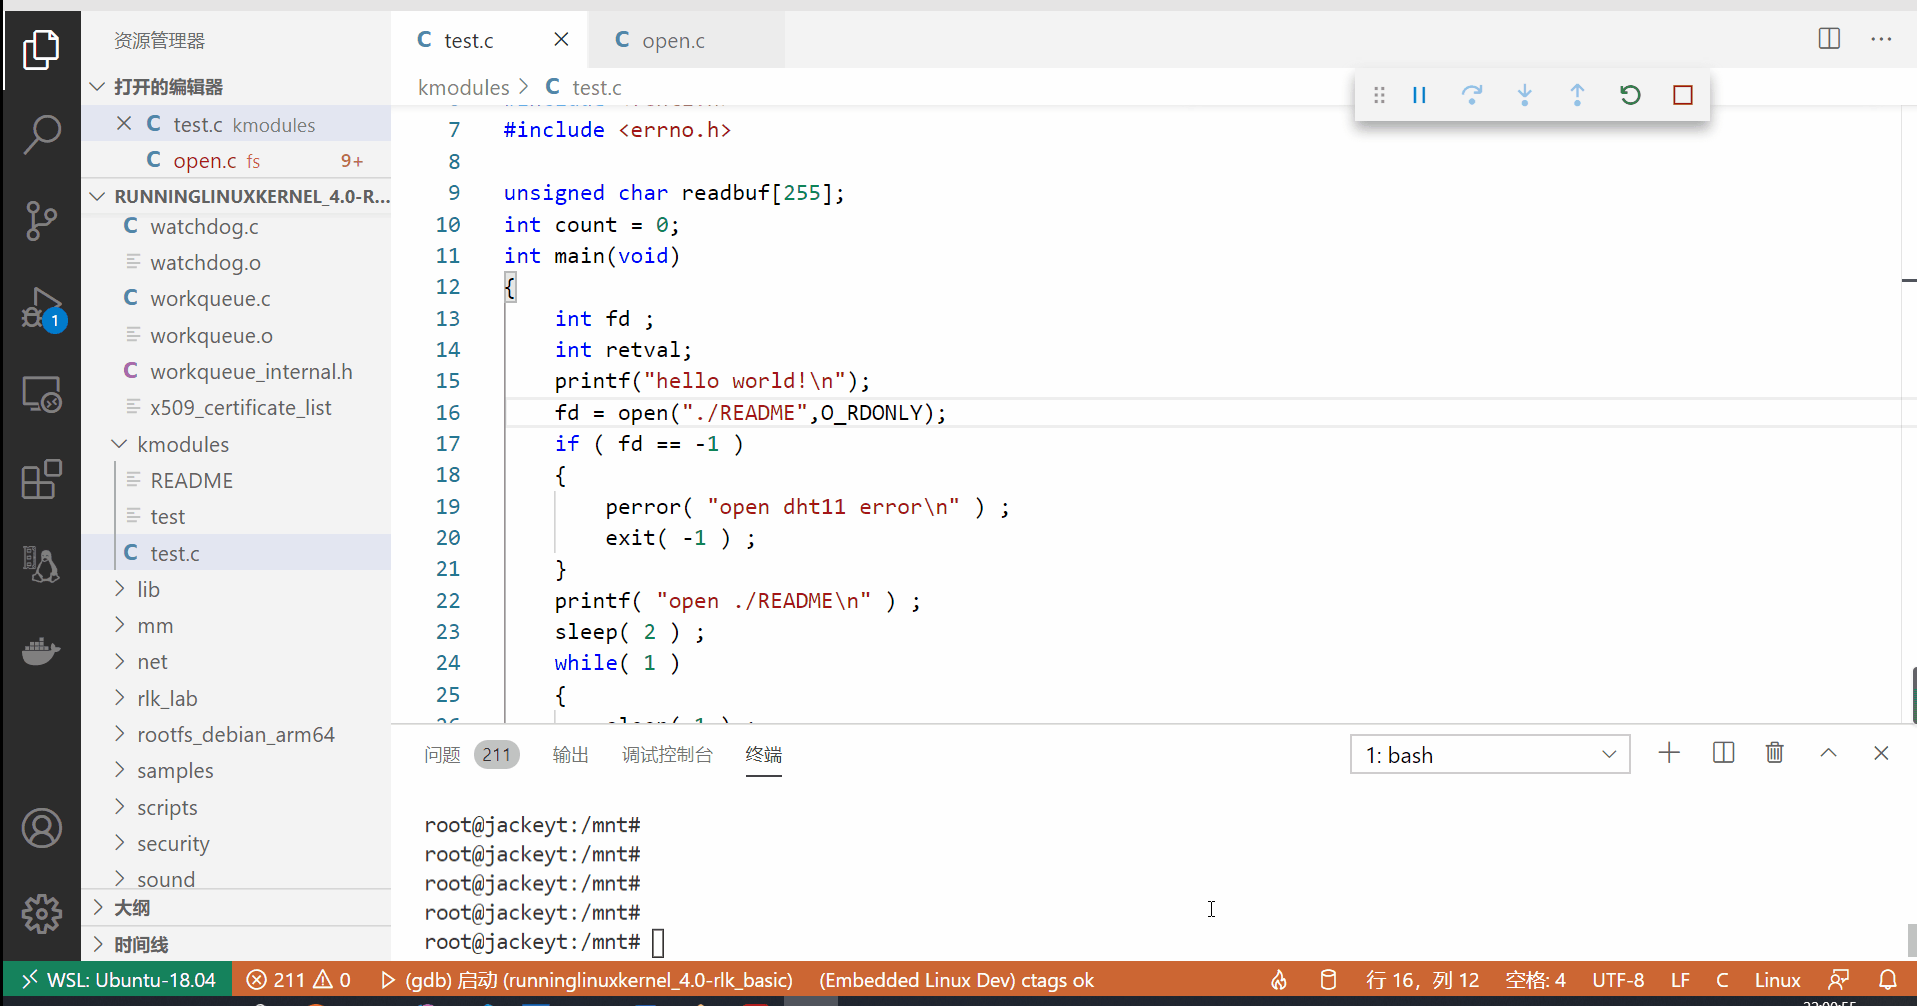 资源管理器
打开的编辑器
test.c kmodules
open.c fs 9+
RUNNINGLINUXKERNEL_4.0-R...
watchdog.c
watchdog.o
workqueue.c
workqueue.o
workqueue_internal.h
x509_certificate_list
kmodules
README
test
test.c
lib
mm
net
rlk_lab
rootfs_debian_arm64
samples
scripts
security
sound
大纲
时间线
1
test.c
open.c
kmodules > test.c
7 #include <errno.h>
8
9 unsigned char readbuf[255];
10 int count = 0;
11 int main(void)
12 {
13 int fd ;
14 int retval;
15 printf("hello world!\n");
16 fd = open("./README",O_RDONLY);
17 if ( fd == -1 )
18 {
19 perror( "open dht11 error\n" ) ;
20 exit( -1 ) ;
21 }
22 printf( "open ./README\n" ) ;
23 sleep( 2 ) ;
24 while( 1 )
25 {
问题 211 输出 调试控制台 终端
1: bash
root@jackeyt:/mnt#
root@jackeyt:/mnt#
root@jackeyt:/mnt#
root@jackeyt:/mnt#
root@jackeyt:/mnt#
WSL: Ubuntu-18.04 211 0 (gdb) 启动 (runninglinuxkernel_4.0-rlk_basic) (Embedded Linux Dev) ctags ok 行 16，列 12 空格: 4 UTF-8 LF C Linux